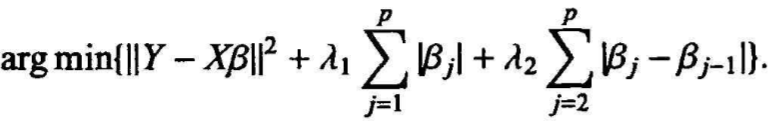 arg min{||Y − Xβ||² + λ₁ ∑_{j=1}^{p} |β_j| + λ₂ ∑_{j=2}^{p} |β_j − β_{j−1}|}.